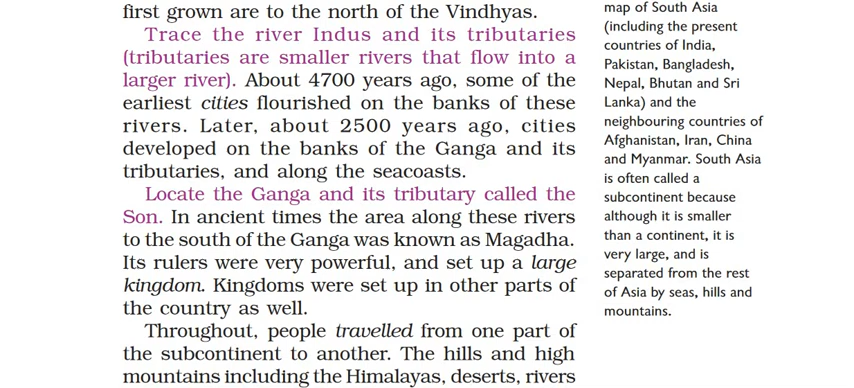 first grown are to the north of the Vindhyas.
Trace the river Indus and its tributaries
(tributaries are smaller rivers that flow into a
larger river). About 4700 years ago, some of the
earliest cities flourished on the banks of these
rivers. Later, about 2500 years ago, cities
developed on the banks of the Ganga and its
tributaries, and along the seacoasts.
Locate the Ganga and its tributary called the
Son. In ancient times the area along these rivers
to the south of the Ganga was known as Magadha.
Its rulers were very powerful, and set up a large
kingdom. Kingdoms were set up in other parts of
the country as well.
Throughout, people travelled from one part of
the subcontinent to another. The hills and high
mountains including the Himalayas, deserts, rivers
map of South Asia
(including the present
countries of India,
Pakistan, Bangladesh,
Nepal, Bhutan and Sri
Lanka) and the
neighbouring countries of
Afghanistan, Iran, China
and Myanmar. South Asia
is often called a
subcontinent because
although it is smaller
than a continent, it is
very large, and is
separated from the rest
of Asia by seas, hills and
mountains.